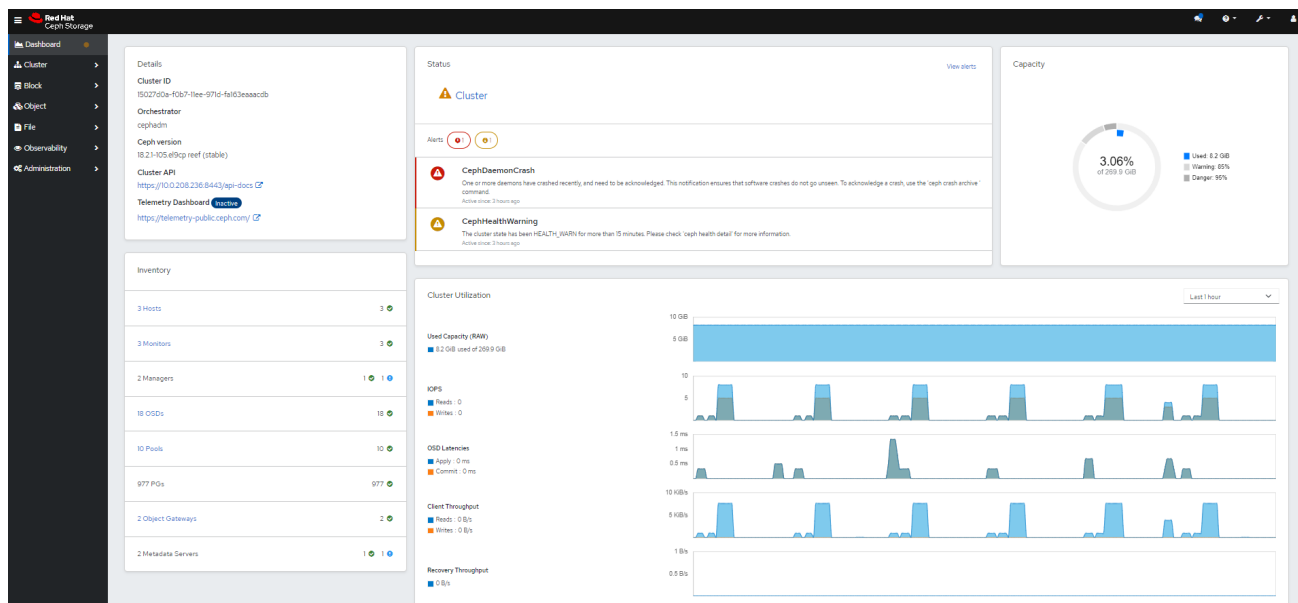 Red Hat
Ceph Storage
Dashboard
Cluster
Block
Object
File
Observability
Administration
Details
Cluster ID
15027d0a-f0b7-11ee-971d-fa163eaaacdb
Orchestrator
cephadm
Ceph version
18.2.1-105.el9cp reef (stable)
Cluster API
https://10.0.208.236:8443/api-docs
Telemetry Dashboard Inactive
https://telemetry-public.ceph.com/
Status
View alerts
Cluster
Alerts 1 1
CephDaemonCrash
One or more daemons have crashed recently, and need to be acknowledged. This notification ensures that software crashes do not go unseen. To acknowledge a crash, use the 'ceph crash archive '
command.
Active since: 3 hours ago
CephHealthWarning
The cluster state has been HEALTH_WARN for more than 15 minutes. Please check 'ceph health detail' for more information.
Active since: 3 hours ago
Capacity
3.06%
of 269.9 GiB
Used: 8.2 GiB
Warning: 85%
Danger: 95%
Inventory
3 Hosts 3
3 Monitors 3
2 Managers 1 1
18 OSDs 18
10 Pools 10
977 PGs 977
2 Object Gateways 2
2 Metadata Servers 1 1
Cluster Utilization
Last 1 hour
Used Capacity (RAW)
8.2 GiB used of 269.9 GiB
10 GiB
5 GiB
IOPS
Reads : 0
Writes : 0
10
5
OSD Latencies
Apply : 0 ms
Commit : 0 ms
1.5 ms
1 ms
0.5 ms
Client Throughput
Reads : 0 B/s
Writes : 0 B/s
10 KiB/s
5 KiB/s
Recovery Throughput
0 B/s
1 B/s
0.5 B/s